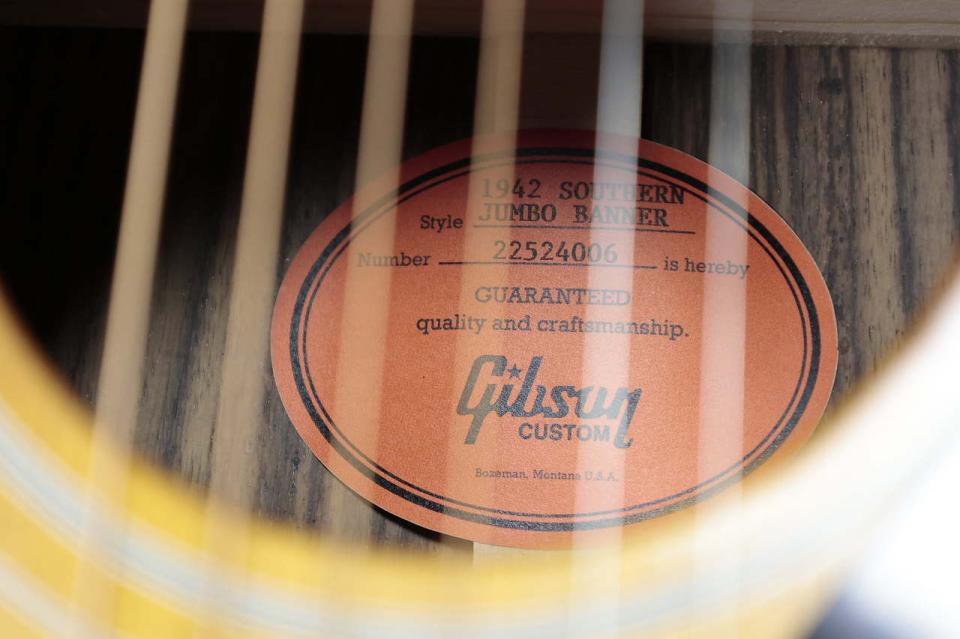 1942 SOUTHERN
Style JUMBO BANNER
Number 22524006 is hereby
GUARANTEED
quality and craftsmanship.
Gibson
CUSTOM
Bozeman, Montana U.S.A.